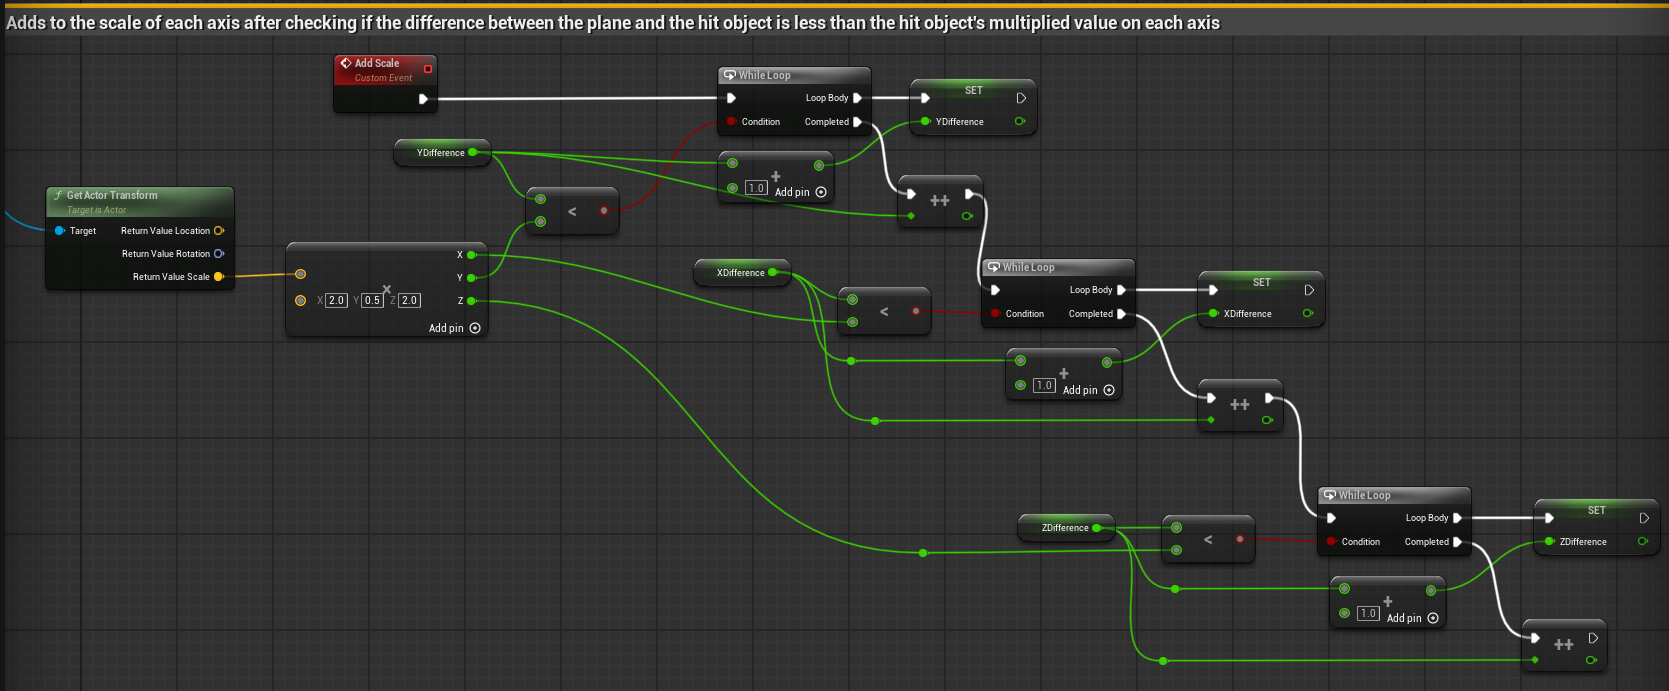 Adds to the scale of each axis after checking if the difference between the plane and the hit object is less than the hit object's multiplied value on each axis
Add Scale
Custom Event
While Loop
Loop Body
Condition
Completed
SET
YDifference
YDifference
+
1.0
Add pin
Get Actor Transform
Target is Actor
Target
Return Value Location
Return Value Rotation
Return Value Scale
<
++
X
Y
Z
×
X 2.0 Y 0.5 Z 2.0
Add pin
XDifference
<
While Loop
Loop Body
Condition
Completed
SET
XDifference
+
1.0
Add pin
++
ZDifference
<
While Loop
Loop Body
Condition
Completed
SET
ZDifference
+
1.0
Add pin
++